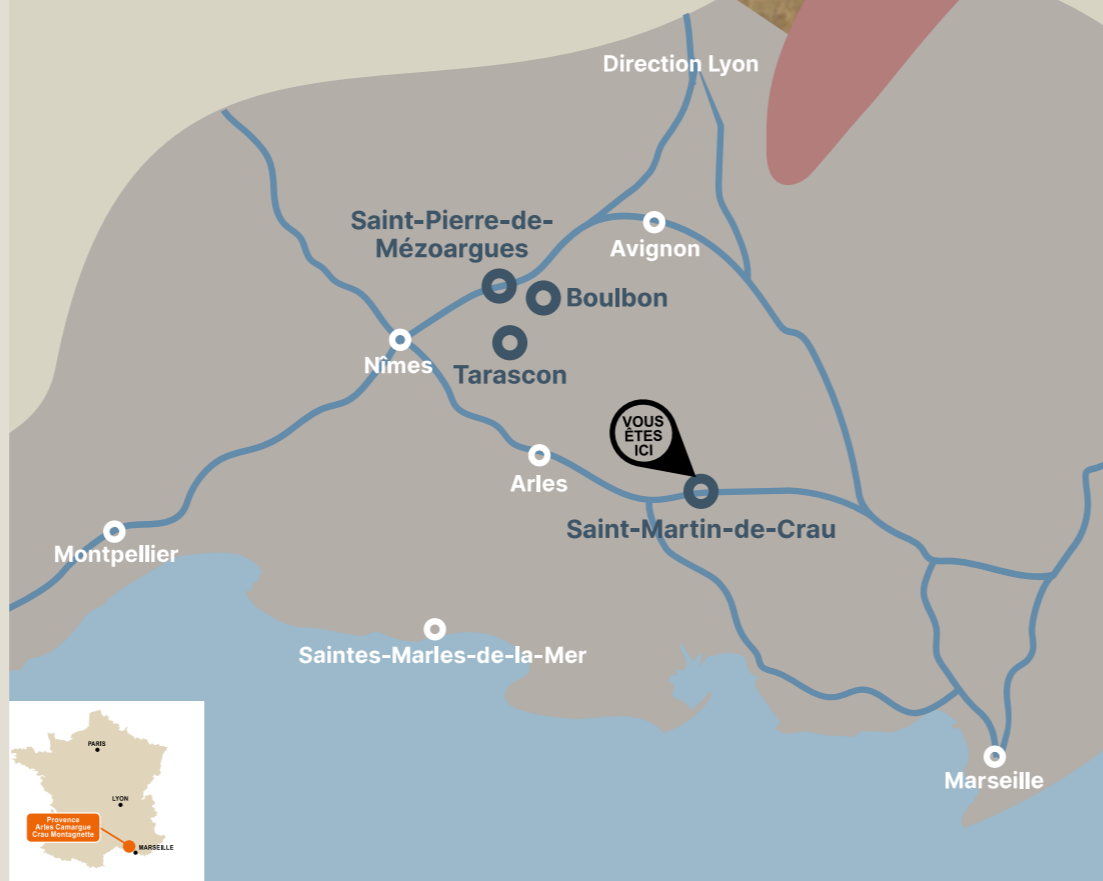 Direction Lyon
Saint-Pierre-de-
Mézoargues
Avignon
Boulbon
Nîmes
Tarascon
VOUS
ÊTES
ICI
Arles
Saint-Martin-de-Crau
Montpellier
Saintes-Marles-de-la-Mer
Marseille
PARIS
LYON
Provence
Arles Camargue
Crau Montagnette
MARSEILLE